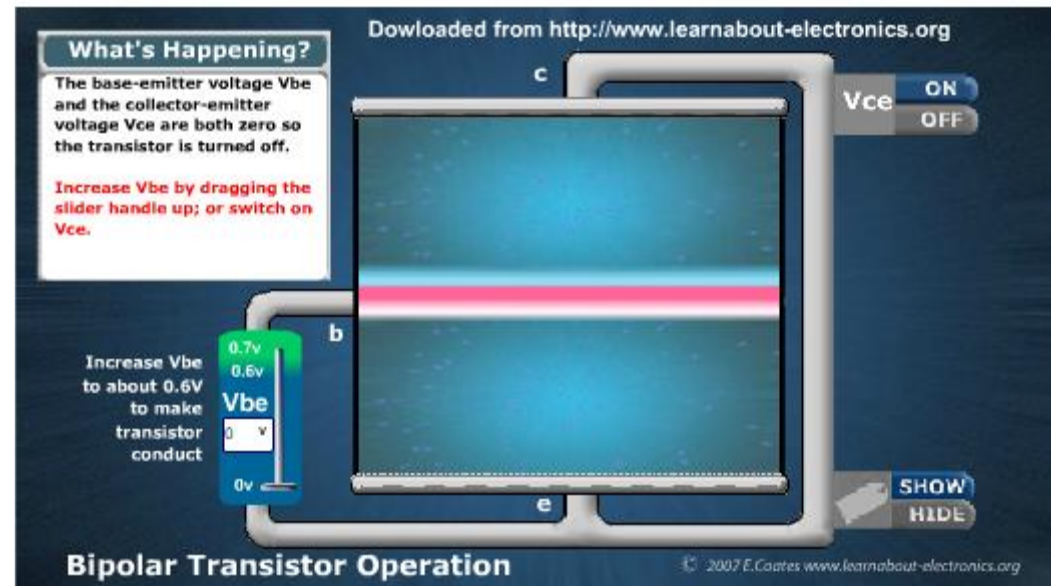 Dowloaded from http://www.learnabout-electronics.org
What's Happening?
The base-emitter voltage Vbe
and the collector-emitter
voltage Vce are both zero so
the transistor is turned off.
Increase Vbe by dragging the
slider handle up; or switch on
Vce.
c
Vce
ON
OFF
b
Increase Vbe
to about 0.6V
to make
transistor
conduct
0.7v
0.6v
Vbe
0 v
0v
e
SHOW
HIDE
Bipolar Transistor Operation
© 2007 E.Coates www.learnabout-electronics.org